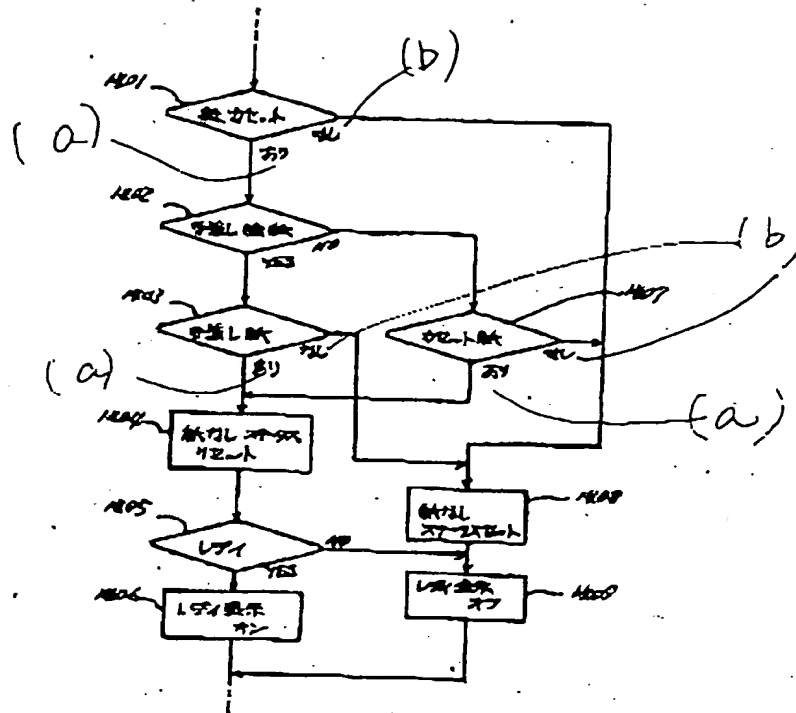 (b)
紙カセット
なし
(a)
あり
手差し給紙
NO
YES
(b
手差し紙
なし
カセット紙
なし
(a)
あり
あり
(a)
紙なしステータス
リセット
紙なし
ステータスセット
レディ
NO
YES
レディ表示
オン
レディ表示
オフ